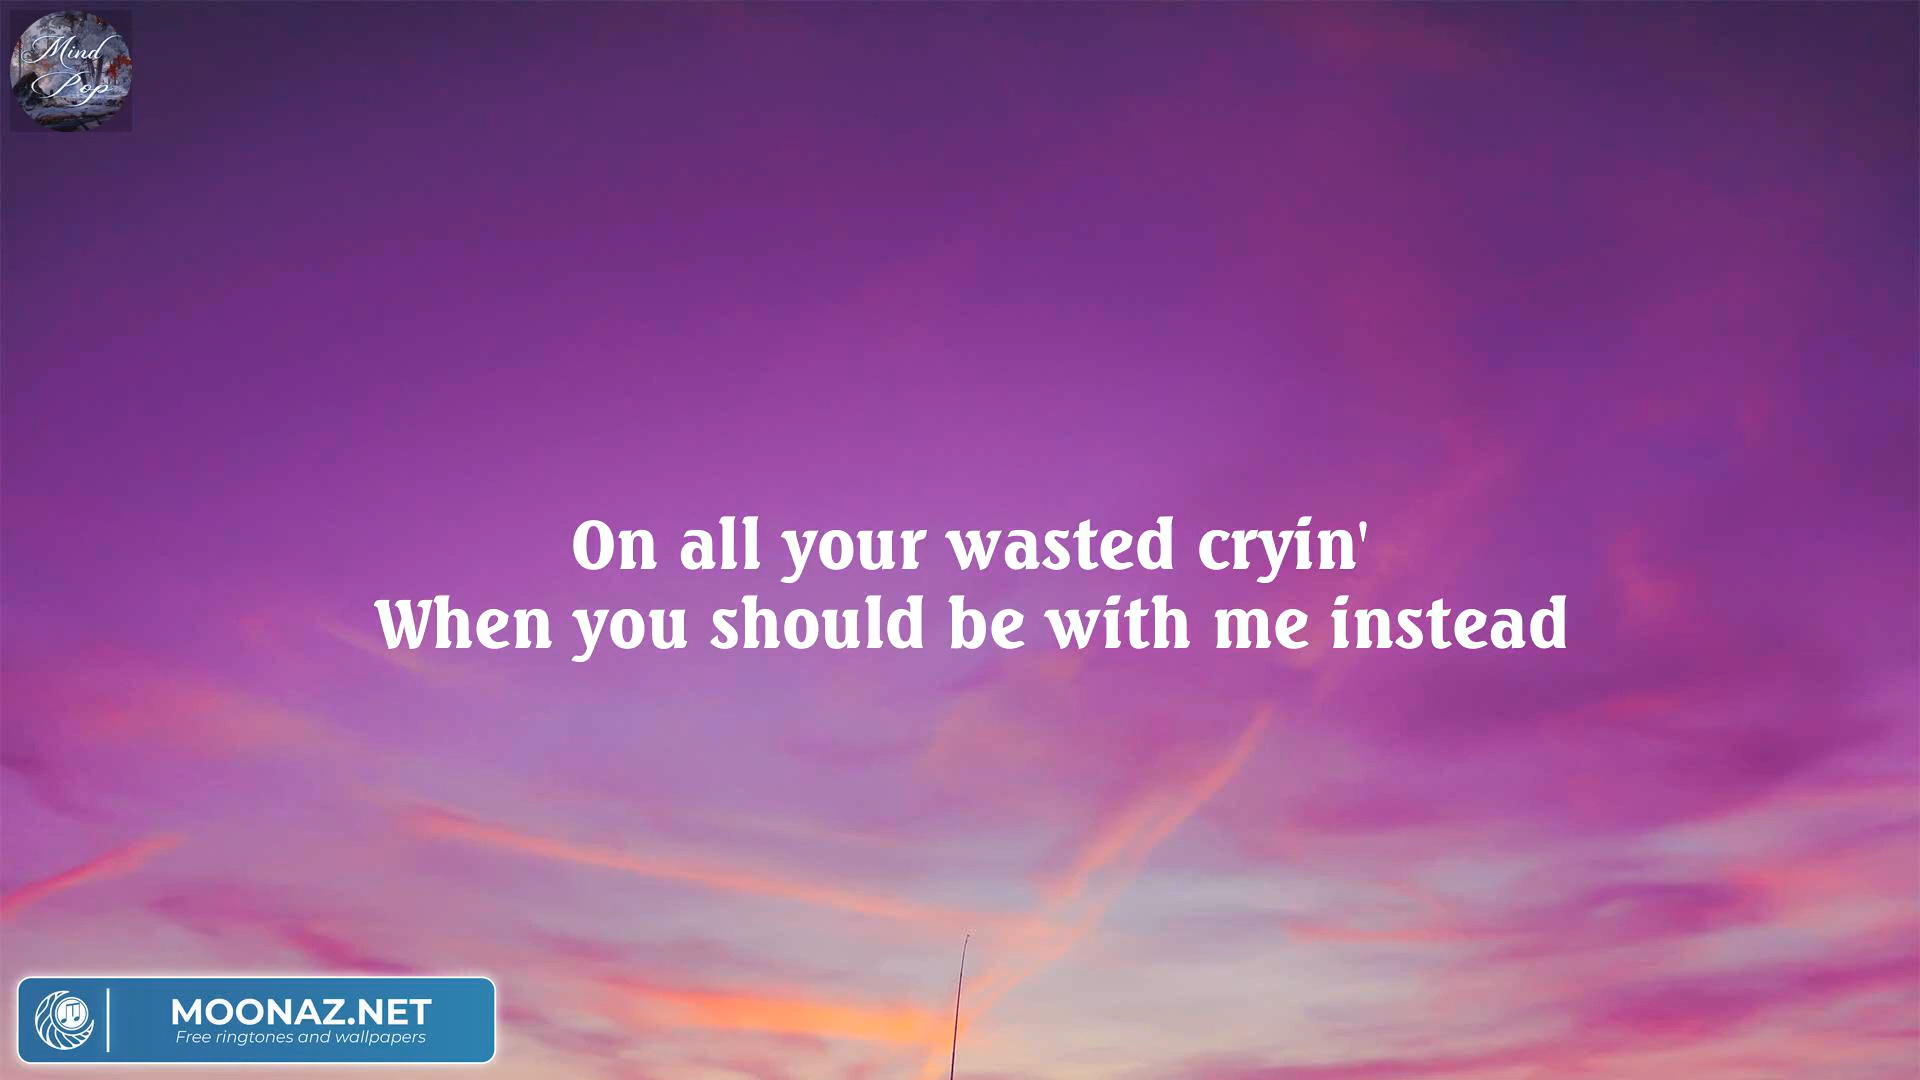 Mind
Pop
On all your wasted cryin'
When you should be with me instead
MOONAZ.NET
Free ringtones and wallpapers